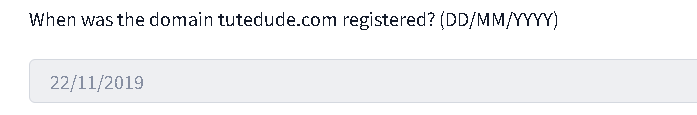 When was the domain tutedude.com registered? (DD/MM/YYYY)
22/11/2019